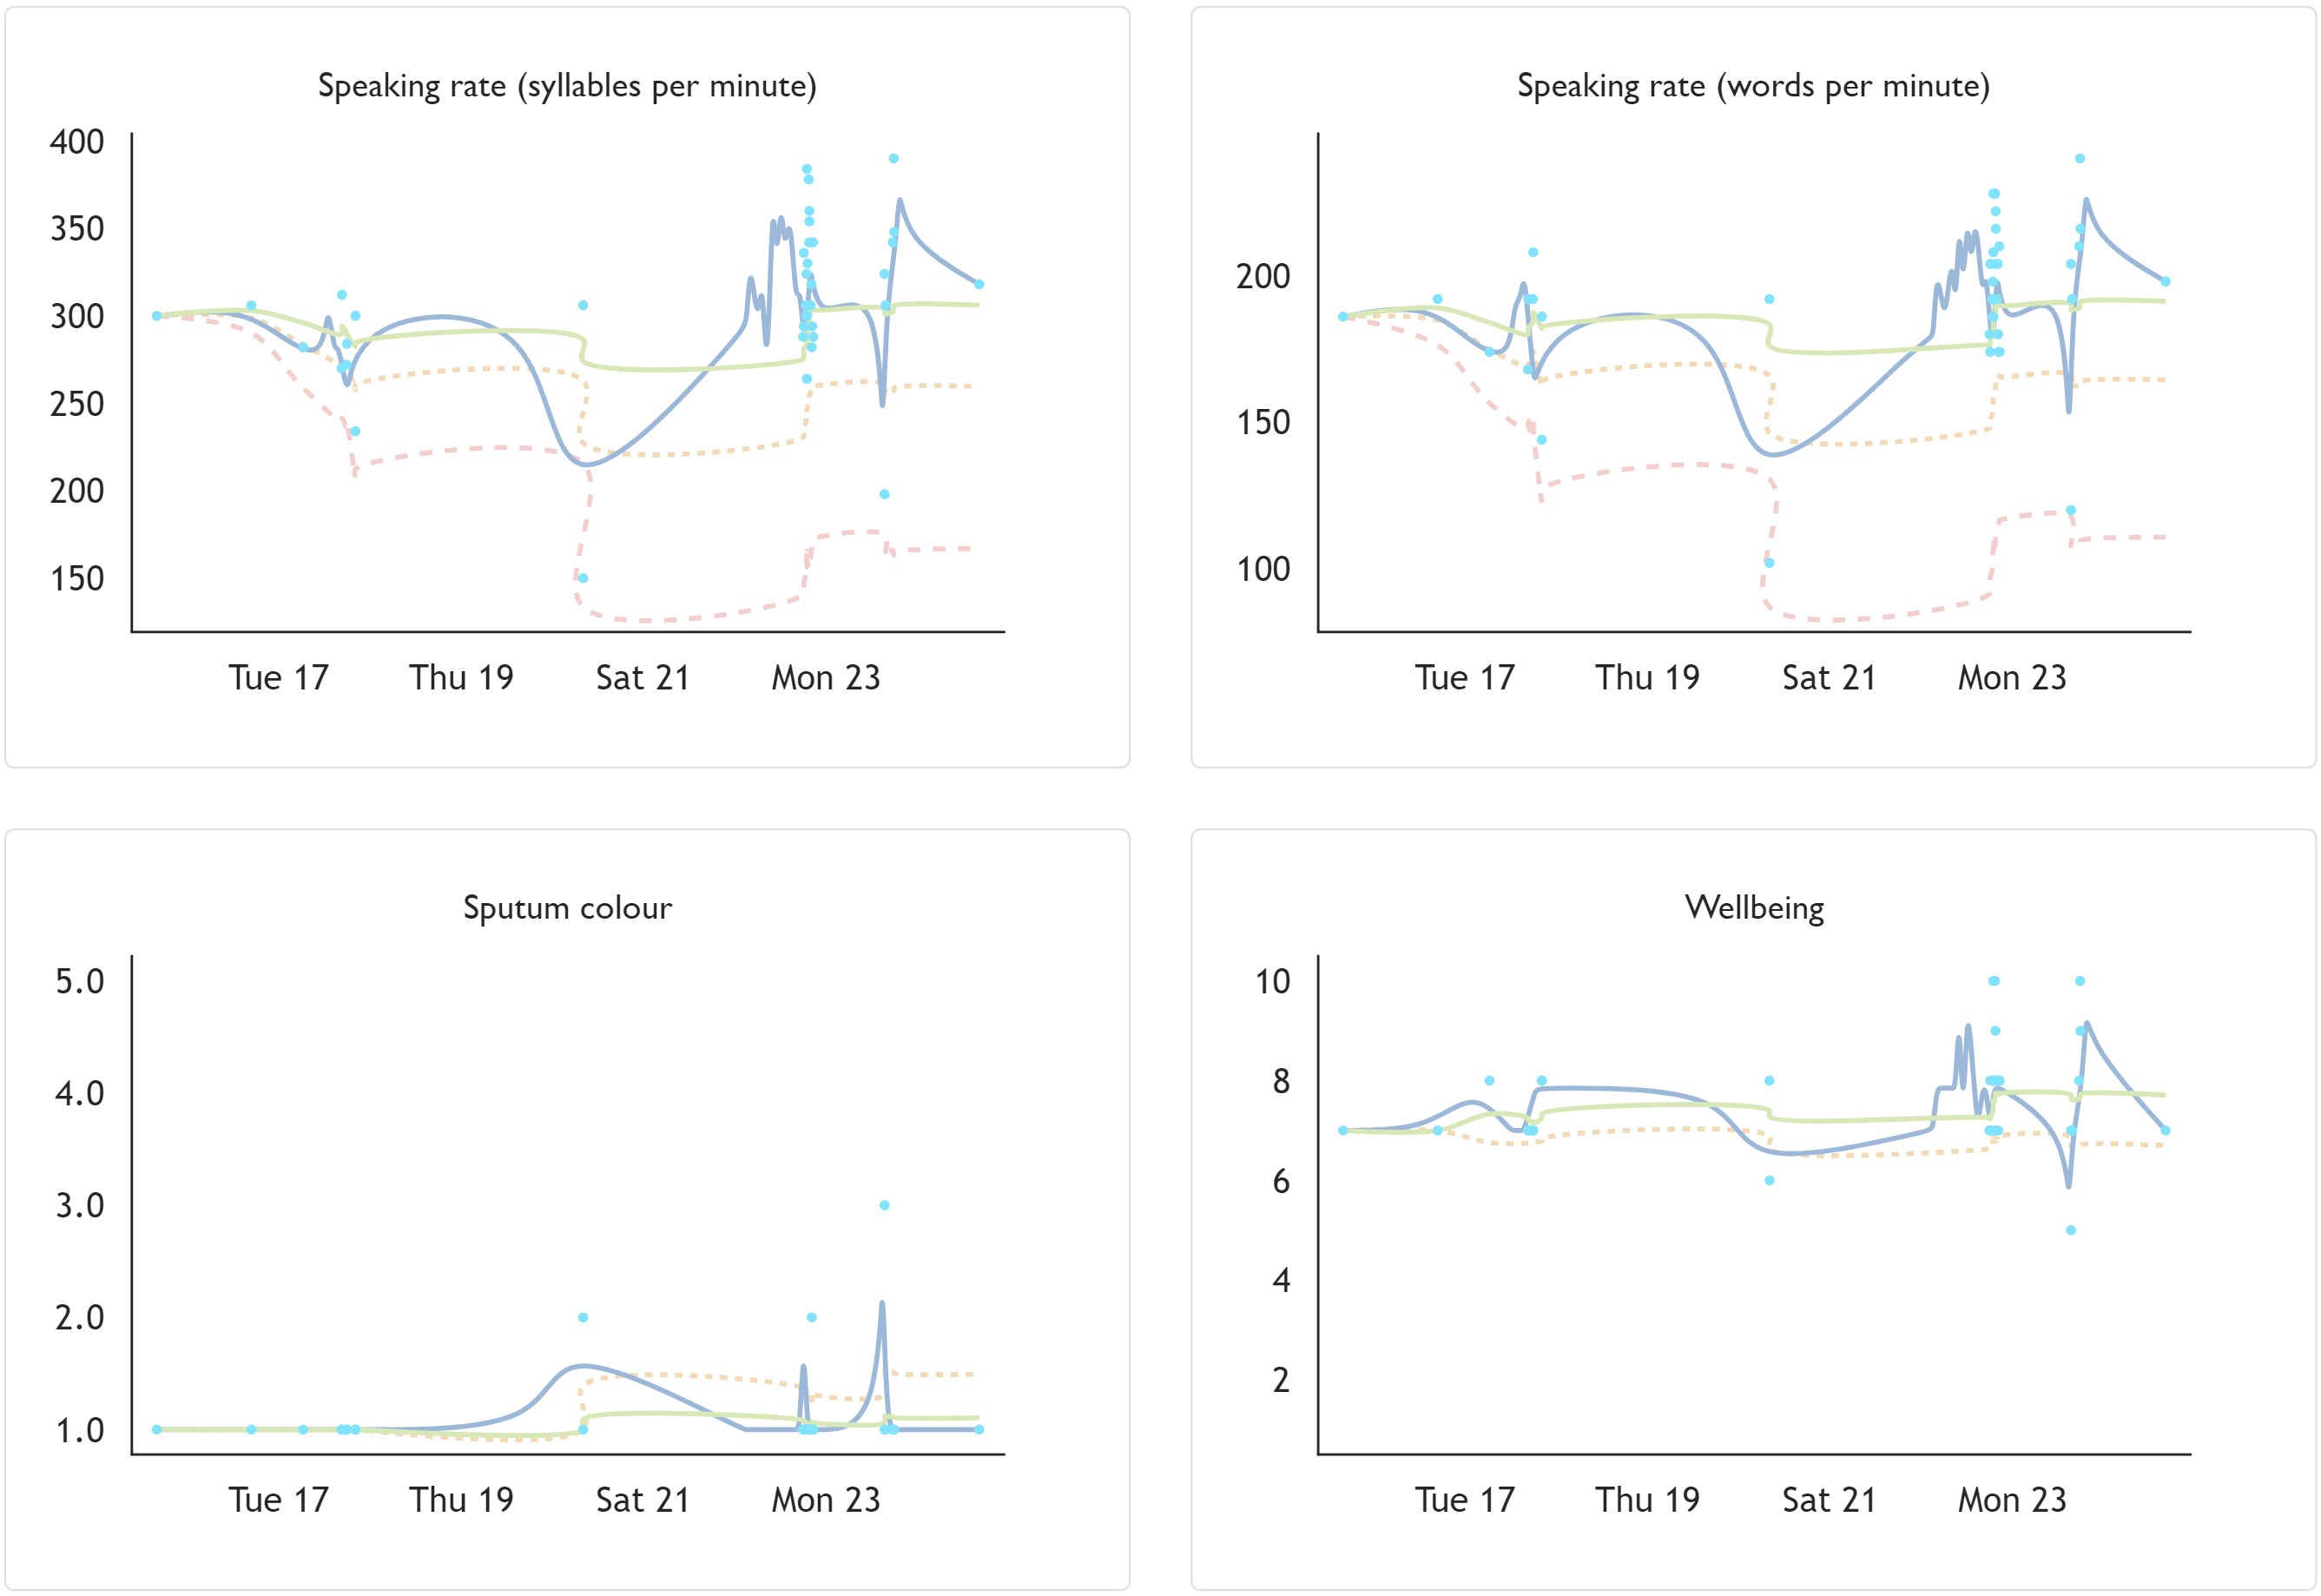 Speaking rate (syllables per minute)
400
350
300
250
200
150
Tue 17 Thu 19 Sat 21 Mon 23
Speaking rate (words per minute)
200
150
100
Tue 17 Thu 19 Sat 21 Mon 23
Sputum colour
5.0
4.0
3.0
2.0
1.0
Tue 17 Thu 19 Sat 21 Mon 23
Wellbeing
10
8
6
4
2
Tue 17 Thu 19 Sat 21 Mon 23